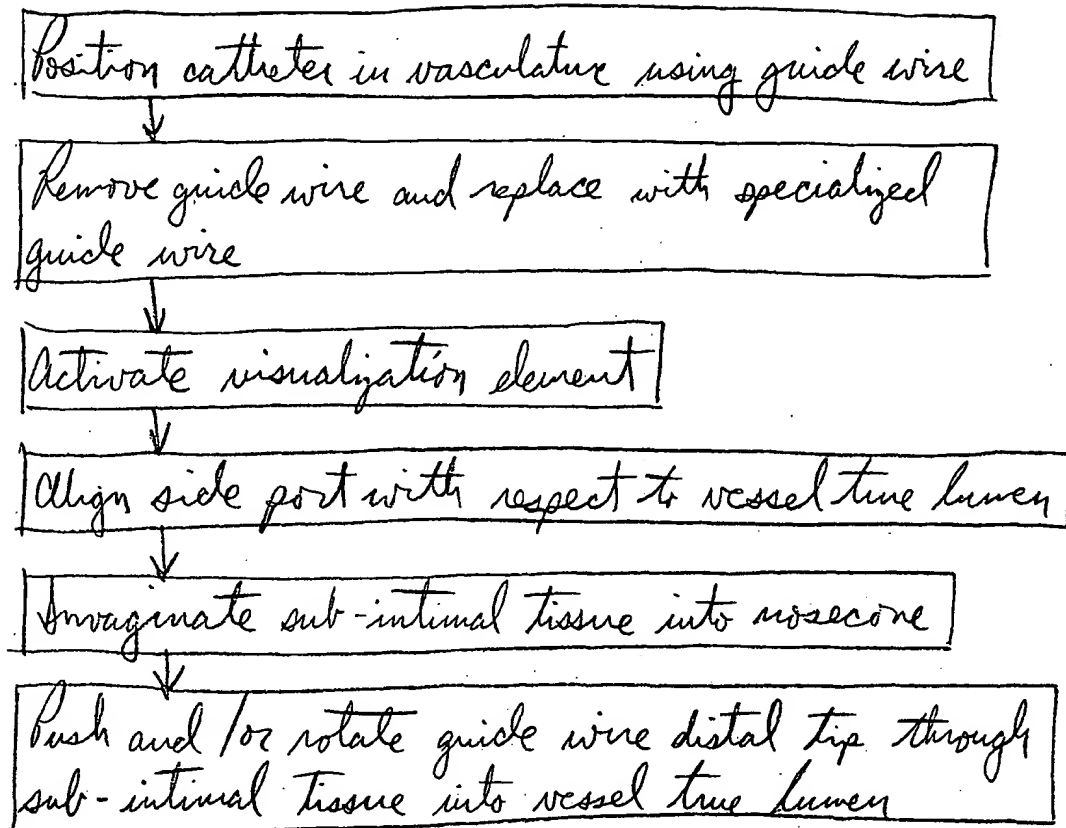 Position catheter in vasculature using guide wire
Remove guide wire and replace with specialized
guide wire
Activate visualization element
Align side port with respect to vessel true lumen
Invaginate sub-intimal tissue into nosecone
Push and/or rotate guide wire distal tip through
sub-intimal tissue into vessel true lumen